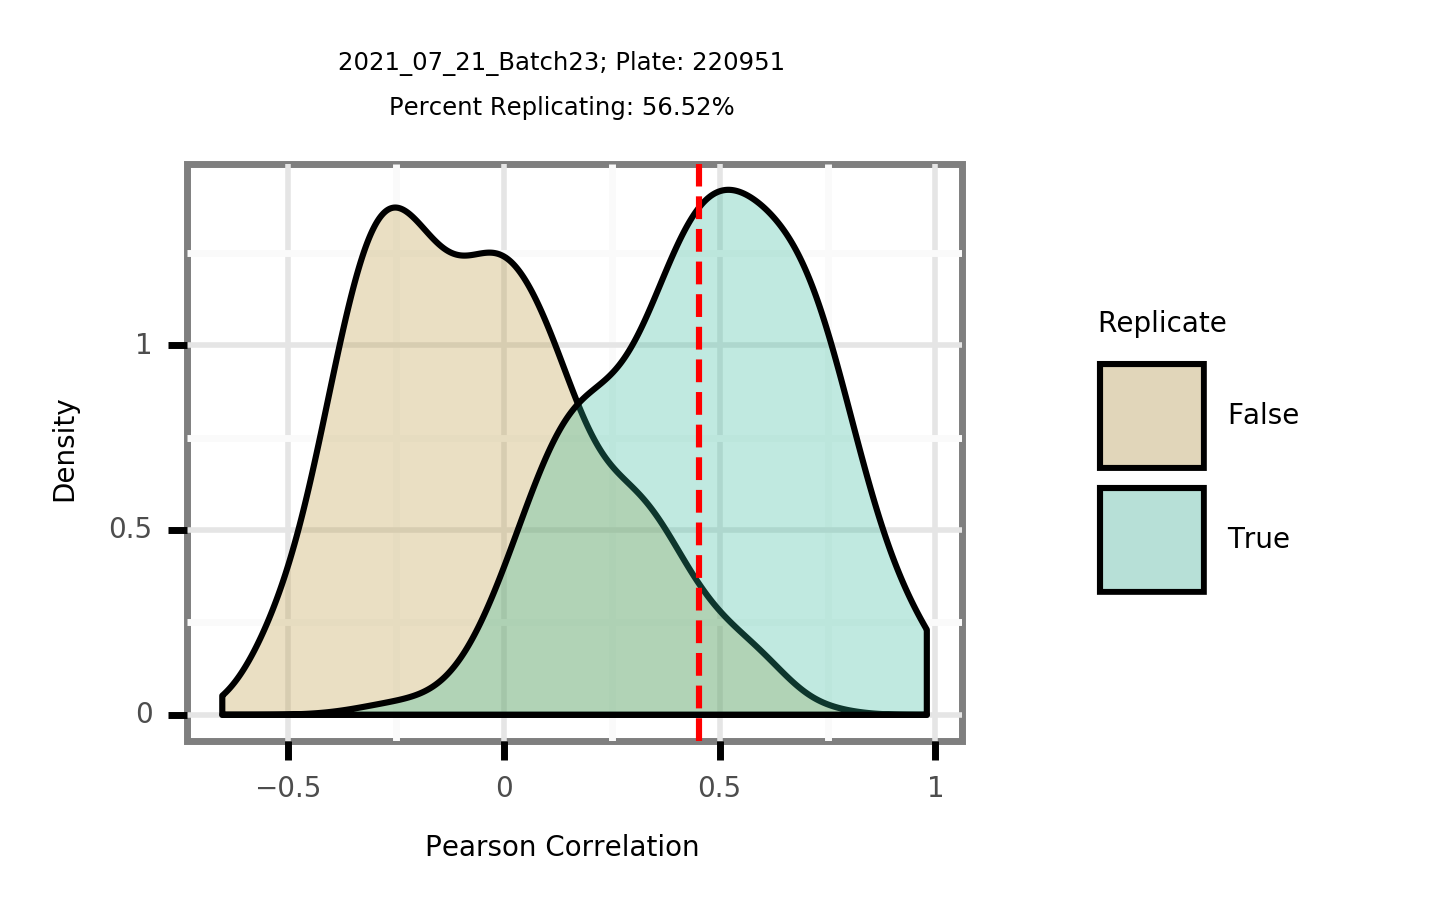 2021_07_21_Batch23; Plate: 220951
Percent Replicating: 56.52%
Density
1
0.5
0
−0.5 0 0.5 1
Pearson Correlation
Replicate
False
True